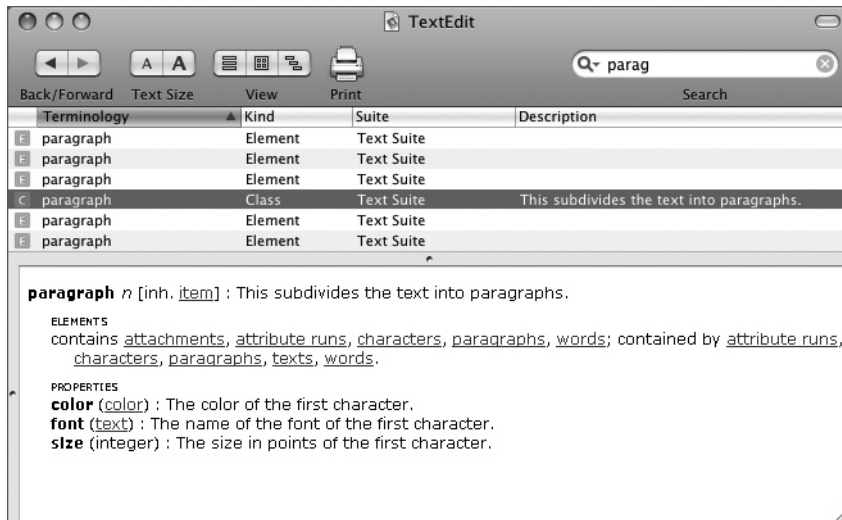 TextEdit
A A
parag
Back/Forward Text Size View Print Search
Terminology Kind Suite Description
E paragraph Element Text Suite
E paragraph Element Text Suite
E paragraph Element Text Suite
C paragraph Class Text Suite This subdivides the text into paragraphs.
E paragraph Element Text Suite
E paragraph Element Text Suite
paragraph n [inh. item] : This subdivides the text into paragraphs.
ELEMENTS
contains attachments, attribute runs, characters, paragraphs, words; contained by attribute runs,
characters, paragraphs, texts, words.
PROPERTIES
color (color) : The color of the first character.
font (text) : The name of the font of the first character.
size (integer) : The size in points of the first character.